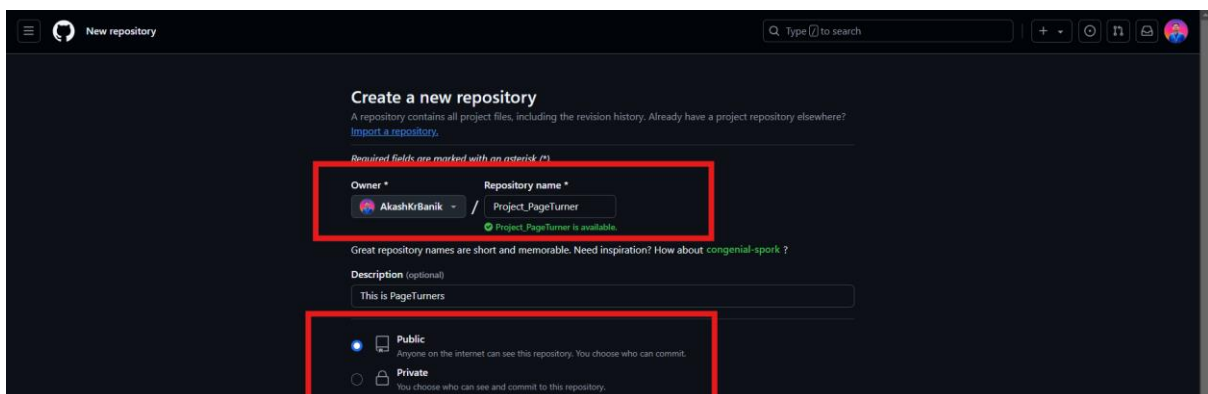 New repository
Type / to search
Create a new repository
A repository contains all project files, including the revision history. Already have a project repository elsewhere?
Import a repository.
Required fields are marked with an asterisk (*).
Owner *
Repository name *
AkashKrBanik / Project_PageTurner
Project_PageTurner is available.
Great repository names are short and memorable. Need inspiration? How about congenial-spork ?
Description (optional)
This is PageTurners
Public
Anyone on the internet can see this repository. You choose who can commit.
Private
You choose who can see and commit to this repository.